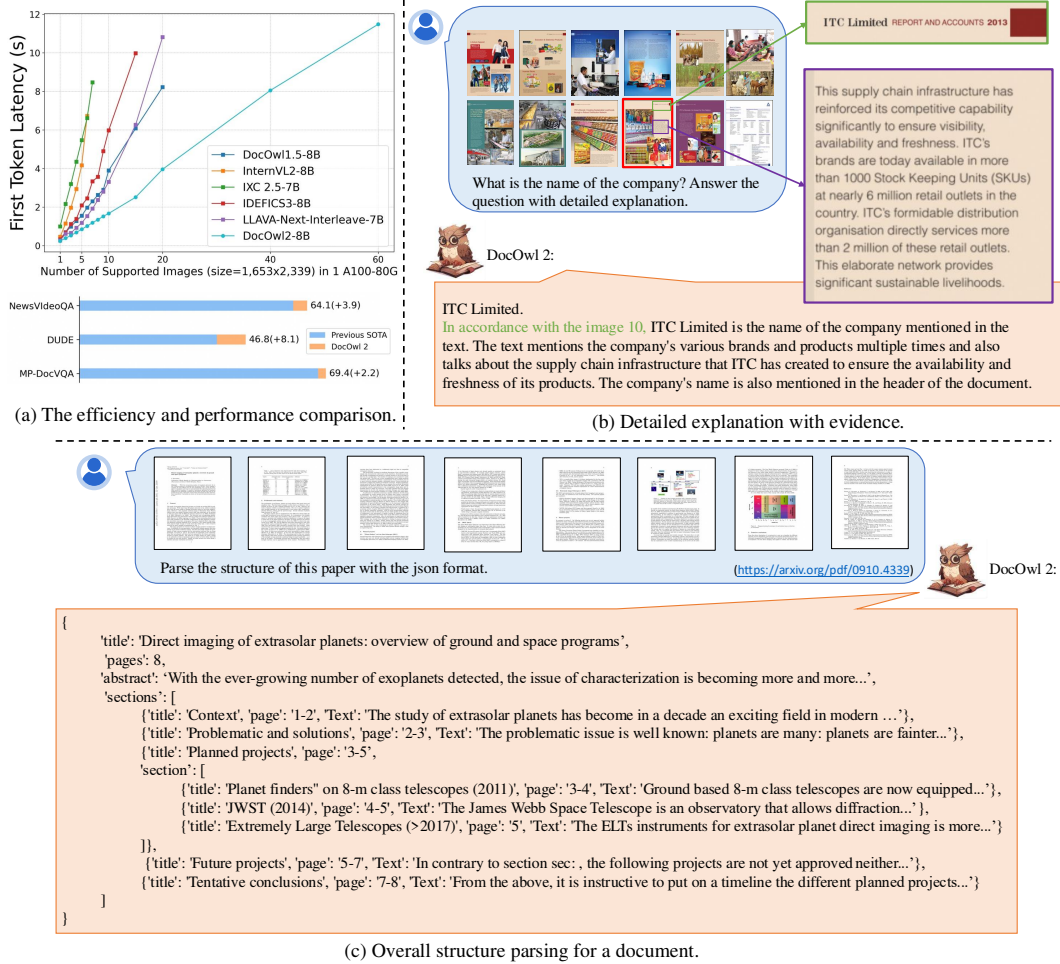 12
10
8
6
4
2
0
First Token Latency (s)
DocOwl1.5-8B
InternVL2-8B
IXC 2.5-7B
IDEFICS3-8B
LLAVA-Next-Interleave-7B
DocOwl2-8B
1 5 10 20 40 60
Number of Supported Images (size=1,653x2,339) in 1 A100-80G
NewsVIdeoQA 64.1(+3.9)
DUDE 46.8(+8.1)
MP-DocVQA 69.4(+2.2)
Previous SOTA
DocOwl 2
(a) The efficiency and performance comparison.
What is the name of the company? Answer the
question with detailed explanation.
ITC Limited REPORT AND ACCOUNTS 2013
This supply chain infrastructure has
reinforced its competitive capability
significantly to ensure visibility,
availability and freshness. ITC's
brands are today available in more
than 1000 Stock Keeping Units (SKUs)
at nearly 6 million retail outlets in the
country. ITC's formidable distribution
organisation directly services more
than 2 million of these retail outlets.
This elaborate network provides
significant sustainable livelihoods.
DocOwl 2:
ITC Limited.
In accordance with the image 10, ITC Limited is the name of the company mentioned in the
text. The text mentions the company's various brands and products multiple times and also
talks about the supply chain infrastructure that ITC has created to ensure the availability and
freshness of its products. The company's name is also mentioned in the header of the document.
(b) Detailed explanation with evidence.
Parse the structure of this paper with the json format.
(https://arxiv.org/pdf/0910.4339)
DocOwl 2:
{
'title': 'Direct imaging of extrasolar planets: overview of ground and space programs',
'pages': 8,
'abstract': 'With the ever-growing number of exoplanets detected, the issue of characterization is becoming more and more...',
'sections': [
{'title': 'Context', 'page': '1-2', 'Text': 'The study of extrasolar planets has become in a decade an exciting field in modern …'},
{'title': 'Problematic and solutions', 'page': '2-3', 'Text': 'The problematic issue is well known: planets are many: planets are fainter...'},
{'title': 'Planned projects', 'page': '3-5',
'section': [
{'title': 'Planet finders" on 8-m class telescopes (2011)', 'page': '3-4', 'Text': 'Ground based 8-m class telescopes are now equipped...'},
{'title': 'JWST (2014)', 'page': '4-5', 'Text': 'The James Webb Space Telescope is an observatory that allows diffraction...' },
{'title': 'Extremely Large Telescopes (>2017)', 'page': '5', 'Text': 'The ELTs instruments for extrasolar planet direct imaging is more...'}
]},
{'title': 'Future projects', 'page': '5-7', 'Text': 'In contrary to section sec: , the following projects are not yet approved neither...'},
{'title': 'Tentative conclusions', 'page': '7-8', 'Text': 'From the above, it is instructive to put on a timeline the different planned projects...'}
]
}
(c) Overall structure parsing for a document.